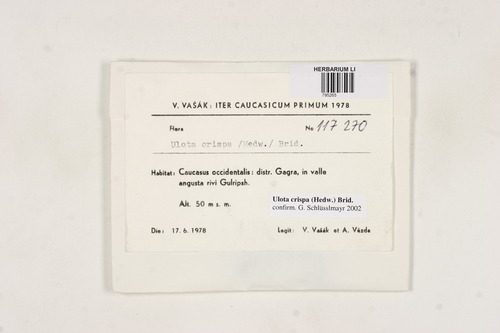 HERBARIUM LI
795265
V. VAŠÁK: ITER CAUCASICUM PRIMUM 1978
Flora No 117 270
Ulota crispa /Hedw./ Brid.
Habitat: Caucasus occidentalis: distr. Gagra, in valle
angusta rivi Gulripsh.
Alt. 50 m s. m.
Ulota crispa (Hedw.) Brid.
confirm. G. Schlüsslmayr 2002
Die: 17. 6. 1978 Legit: V. Vašák et A. Vězda